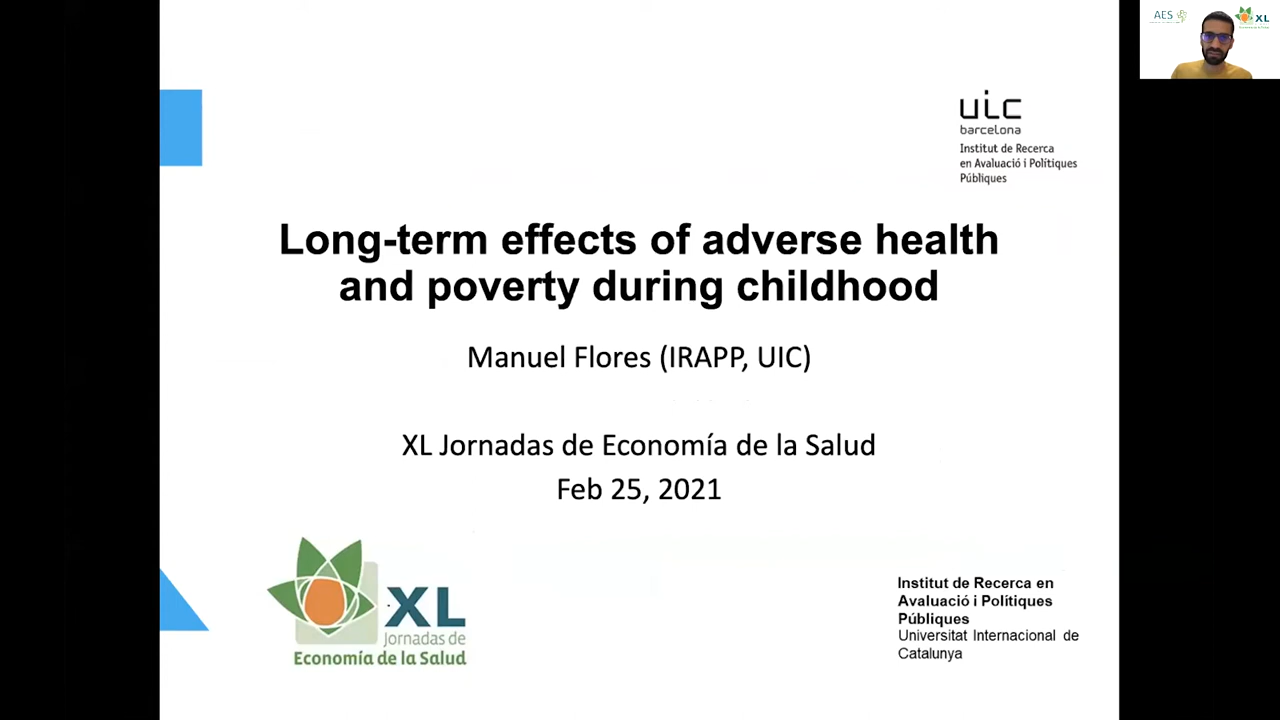 AES
XL
uic
barcelona
Institut de Recerca
en Avaluació i Polítiques
Públiques
Long-term effects of adverse health
and poverty during childhood
Manuel Flores (IRAPP, UIC)
XL Jornadas de Economía de la Salud
Feb 25, 2021
XL
Jornadas de
Economía de la Salud
Institut de Recerca en
Avaluació i Polítiques
Públiques
Universitat Internacional de
Catalunya